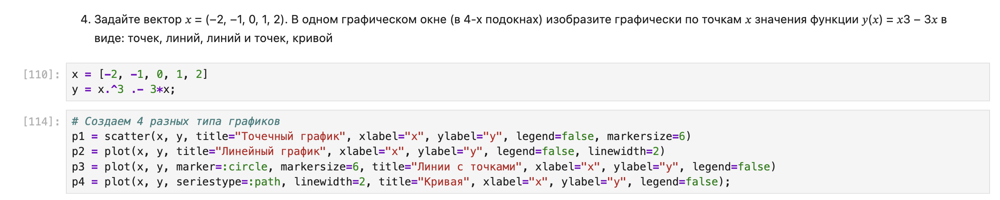 4. Задайте вектор x = (−2, −1, 0, 1, 2). В одном графическом окне (в 4-х подокнах) изобразите графически по точкам x значения функции y(x) = x3 − 3x в
виде: точек, линий, линий и точек, кривой
[110]: x = [-2, -1, 0, 1, 2]
y = x.^3 .- 3*x;
[114]: # Создаем 4 разных типа графиков
p1 = scatter(x, y, title="Точечный график", xlabel="x", ylabel="y", legend=false, markersize=6)
p2 = plot(x, y, title="Линейный график", xlabel="x", ylabel="y", legend=false, linewidth=2)
p3 = plot(x, y, marker=:circle, markersize=6, title="Линии с точками", xlabel="x", ylabel="y", legend=false)
p4 = plot(x, y, seriestype=:path, linewidth=2, title="Кривая", xlabel="x", ylabel="y", legend=false);